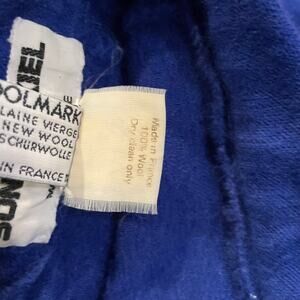 OOLMARK
LAINE VIERGE
NEW WOOL
SCHURWOLLE
IN FRANCE
Made in France
100% Wool
Dry clean only